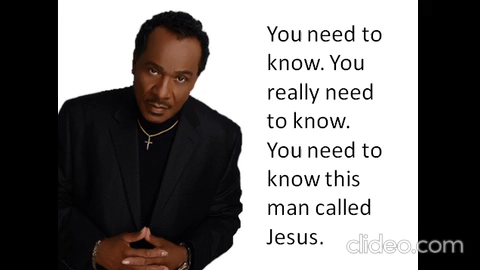 You need to
know. You
really need
to know.
You need to
know this
man called
Jesus.
clideo.com